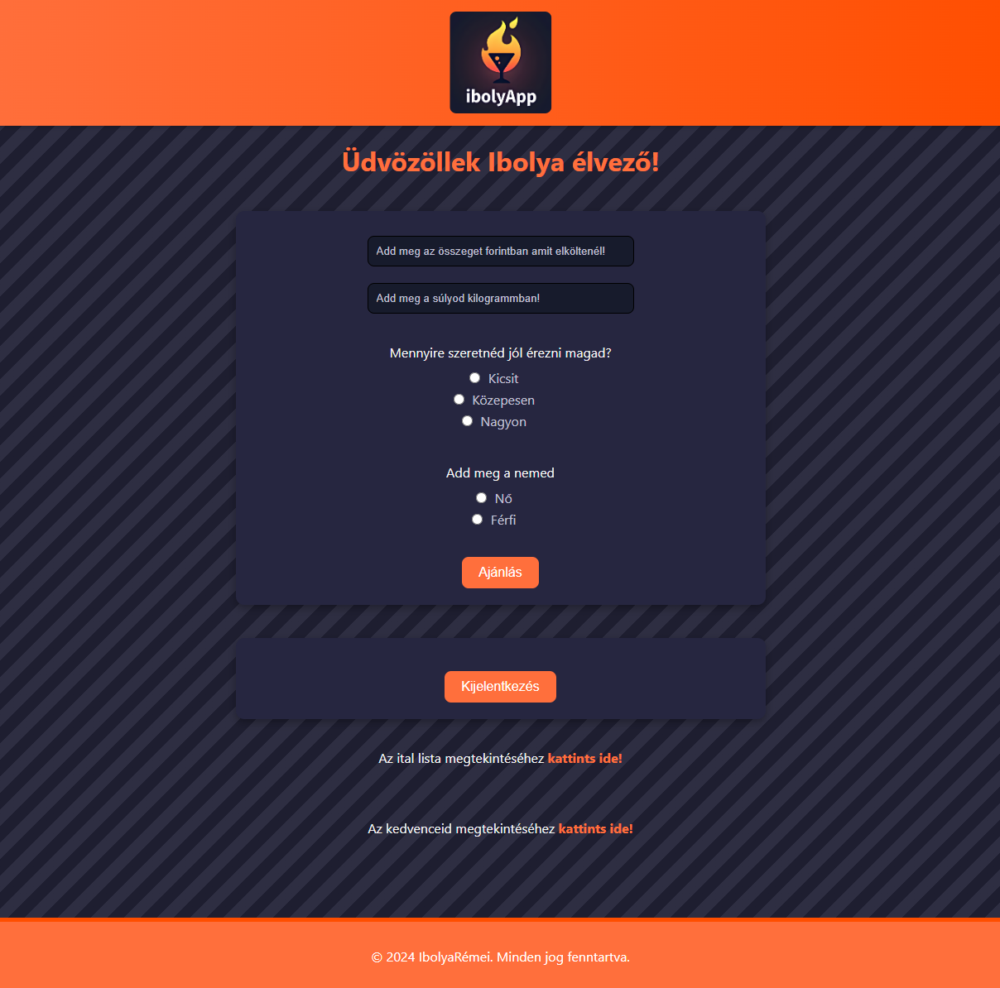 ibolyApp
Üdvözöllek Ibolya élvező!
Add meg az összeget forintban amit elköltenél!
Add meg a súlyod kilogrammban!
Mennyire szeretnéd jól érezni magad?
Kicsit
Közepesen
Nagyon
Add meg a nemed
Nő
Férfi
Ajánlás
Kijelentkezés
Az ital lista megtekintéséhez kattints ide!
Az kedvenceid megtekintéséhez kattints ide!
© 2024 IbolyaRémei. Minden jog fenntartva.